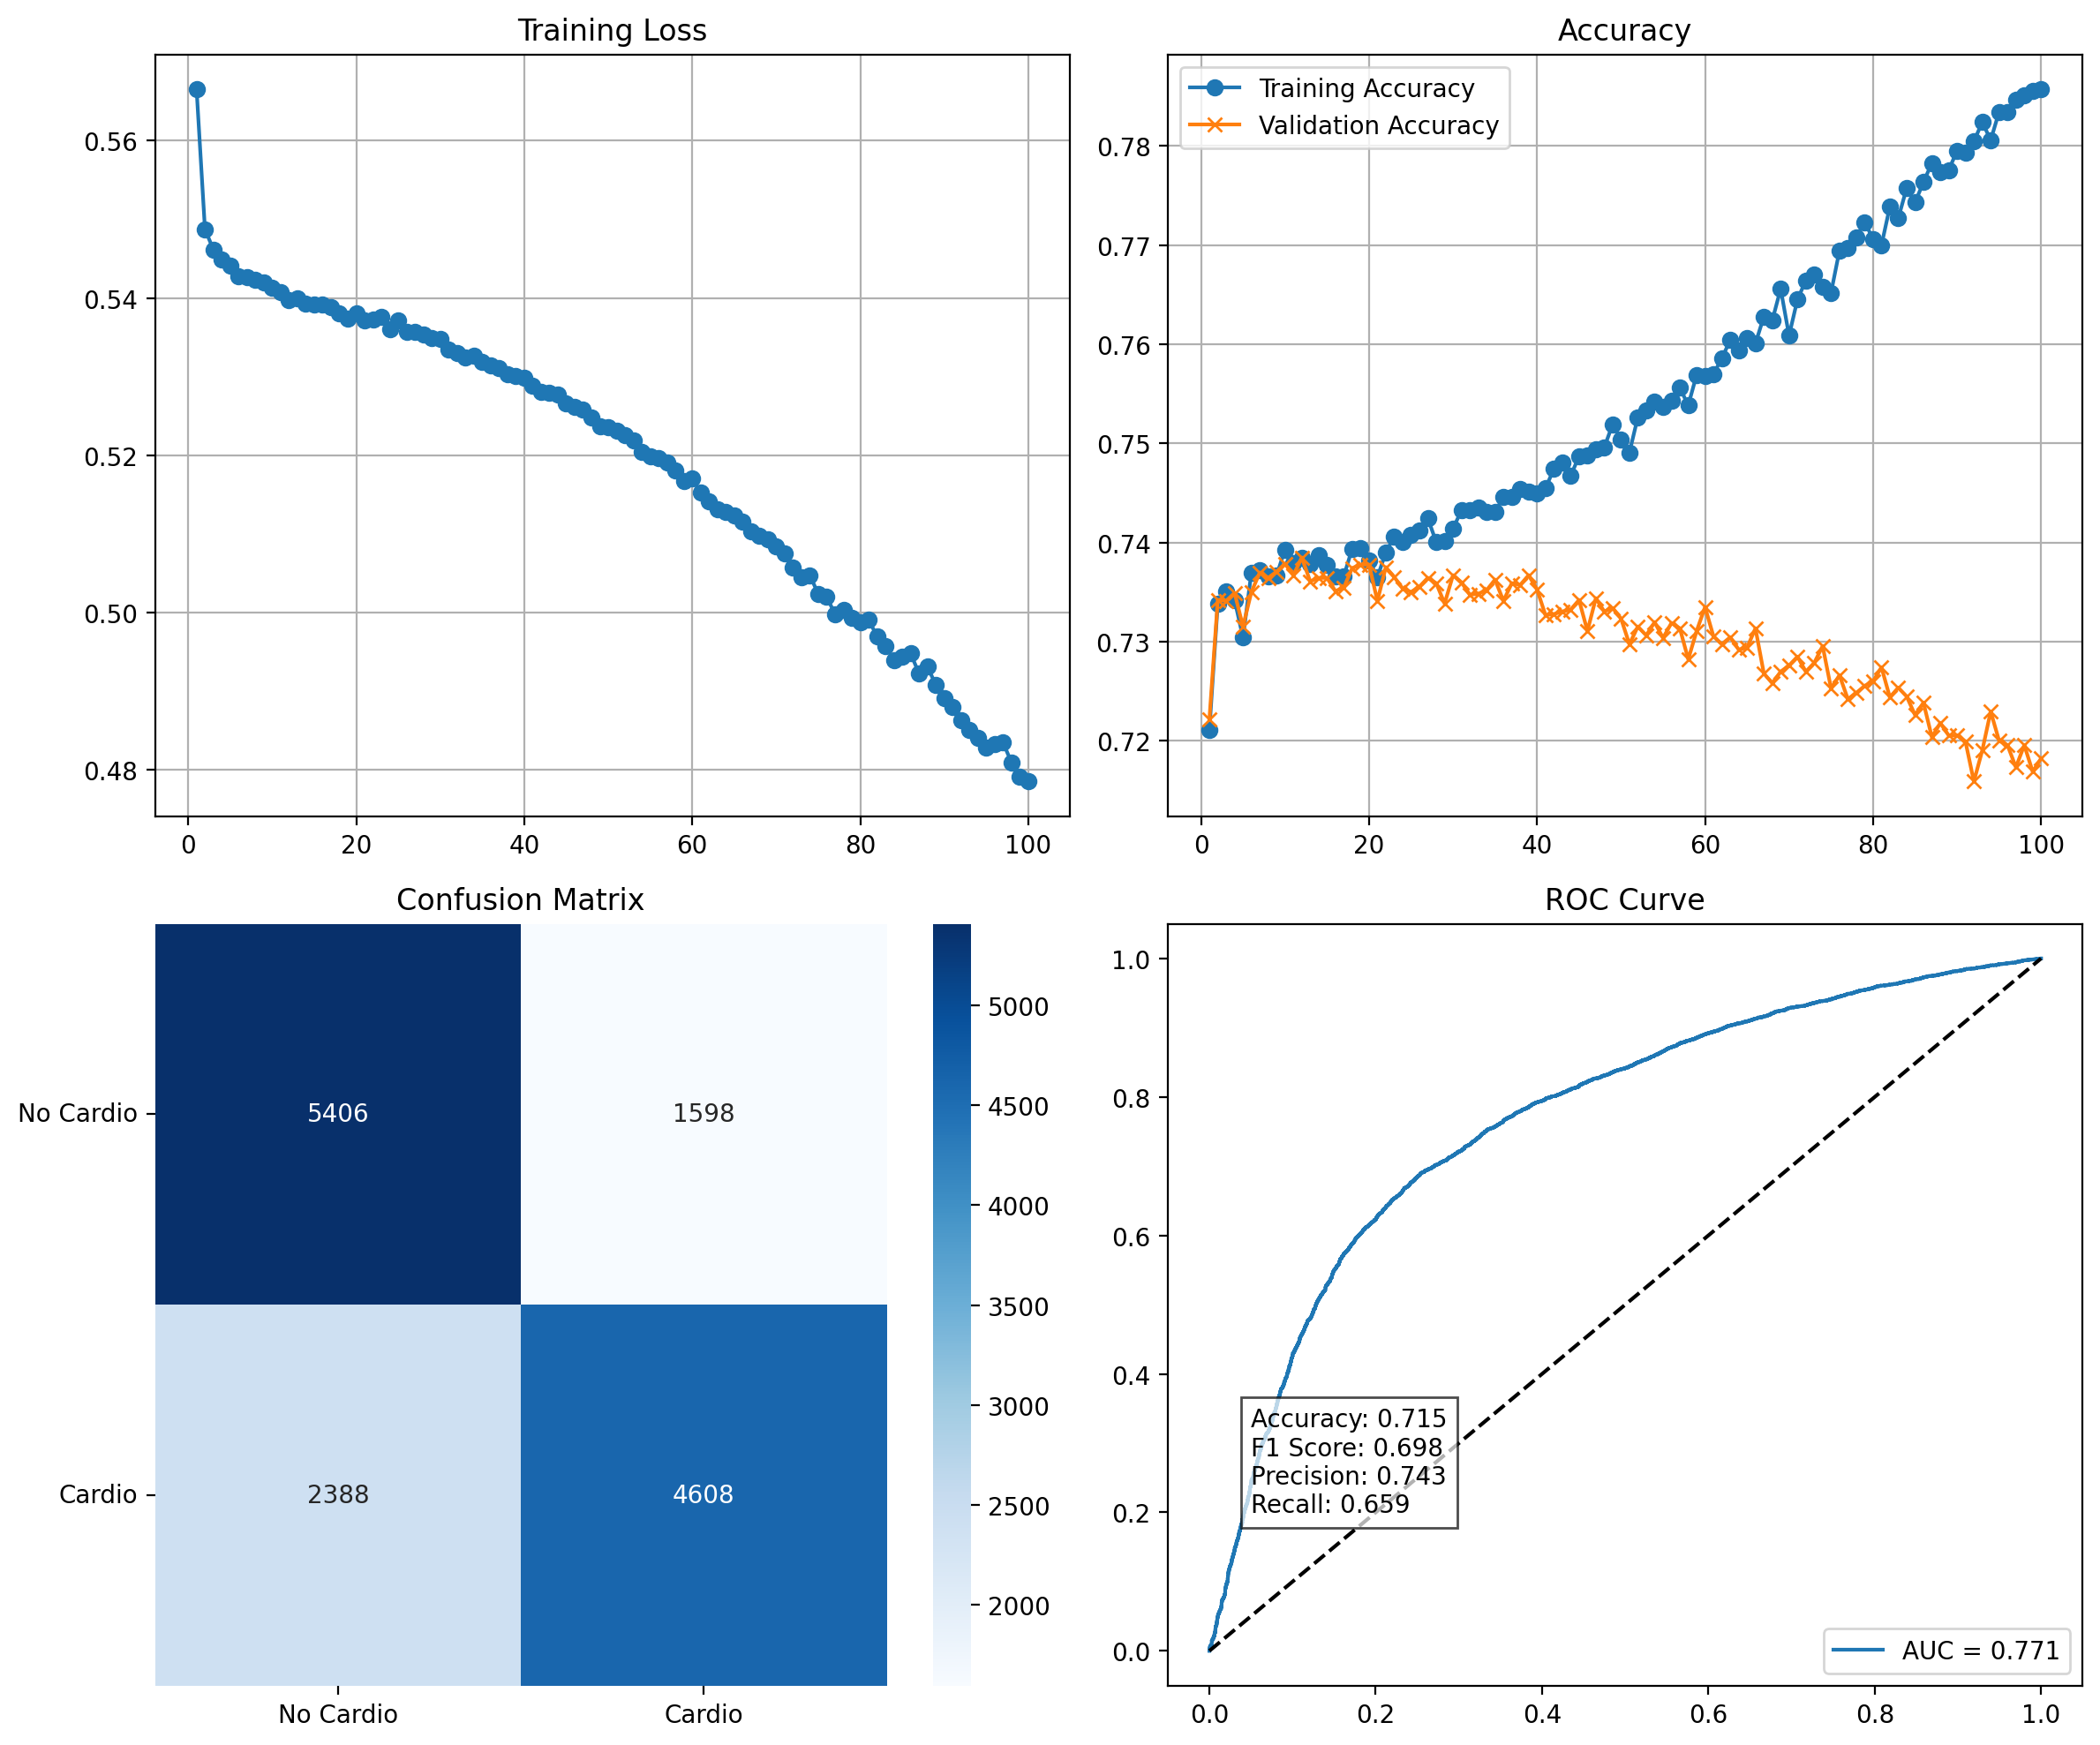 Training Loss
0.56
0.54
0.52
0.50
0.48
0 20 40 60 80 100
Accuracy
Training Accuracy
Validation Accuracy
0.78
0.77
0.76
0.75
0.74
0.73
0.72
0 20 40 60 80 100
Confusion Matrix
No Cardio
Cardio
5406 1598
2388 4608
No Cardio Cardio
5000
4500
4000
3500
3000
2500
2000
ROC Curve
1.0
0.8
0.6
0.4
0.2
0.0
Accuracy: 0.715
F1 Score: 0.698
Precision: 0.743
Recall: 0.659
AUC = 0.771
0.0 0.2 0.4 0.6 0.8 1.0